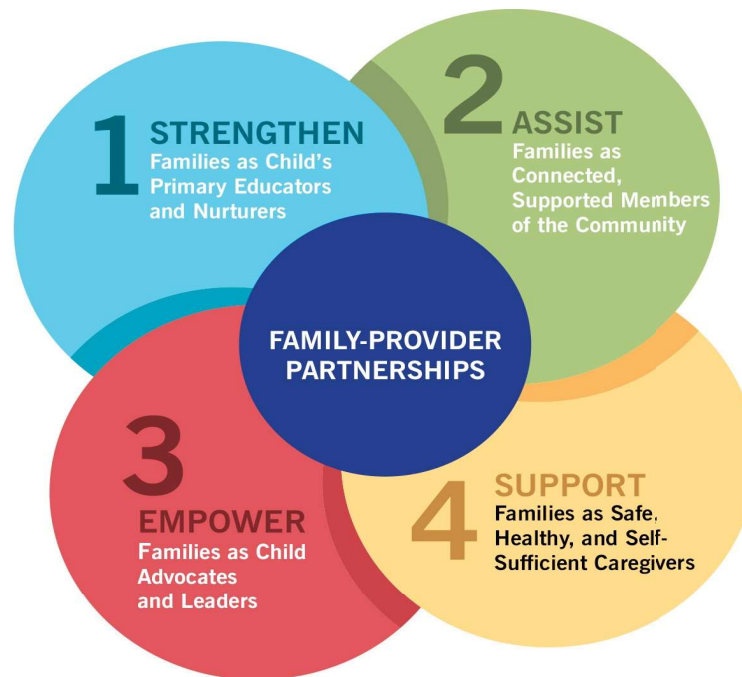 1 STRENGTHEN
Families as Child's
Primary Educators
and Nurturers
2 ASSIST
Families as
Connected,
Supported Members
of the Community
FAMILY-PROVIDER
PARTNERSHIPS
3
EMPOWER
Families as Child
Advocates
and Leaders
4 SUPPORT
Families as Safe,
Healthy, and Self-
Sufficient Caregivers